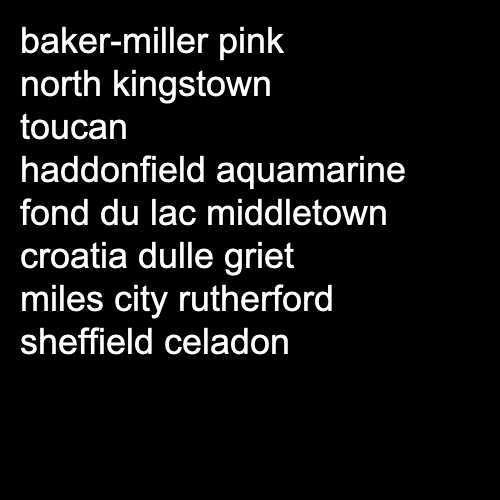 baker-miller pink
north kingstown
toucan
haddonfield aquamarine
fond du lac middletown
croatia dulle griet
miles city rutherford
sheffield celadon